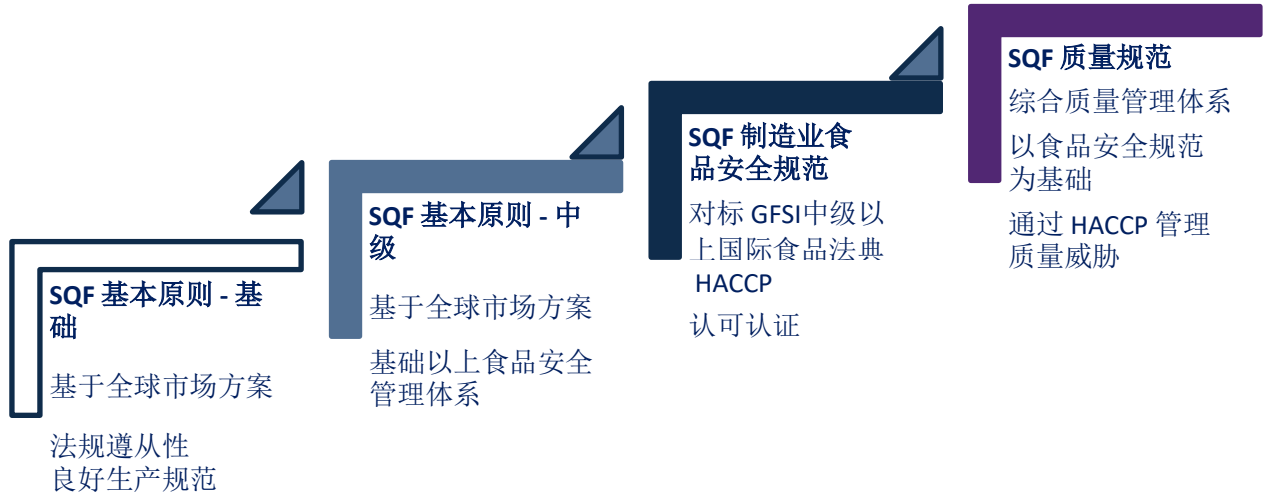 SQF 基本原则 - 基
础
基于全球市场方案
法规遵从性
良好生产规范
SQF 基本原则 - 中
级
基于全球市场方案
基础以上食品安全
管理体系
SQF 制造业食
品安全规范
对标 GFSI中级以
上国际食品法典
HACCP
认可认证
SQF 质量规范
综合质量管理体系
以食品安全规范
为基础
通过 HACCP 管理
质量威胁